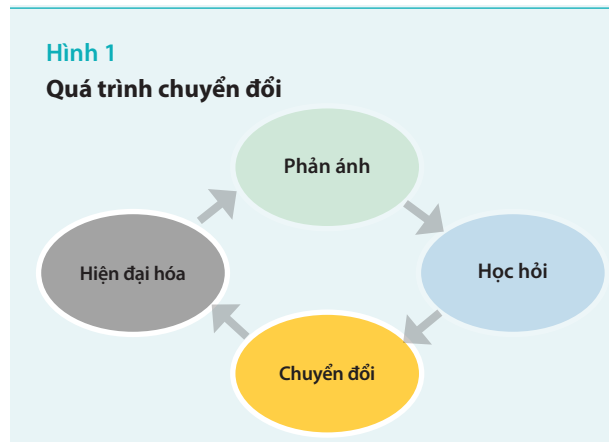 Hình 1
Quá trình chuyển đổi
Phản ánh
Học hỏi
Hiện đại hóa
Chuyển đổi